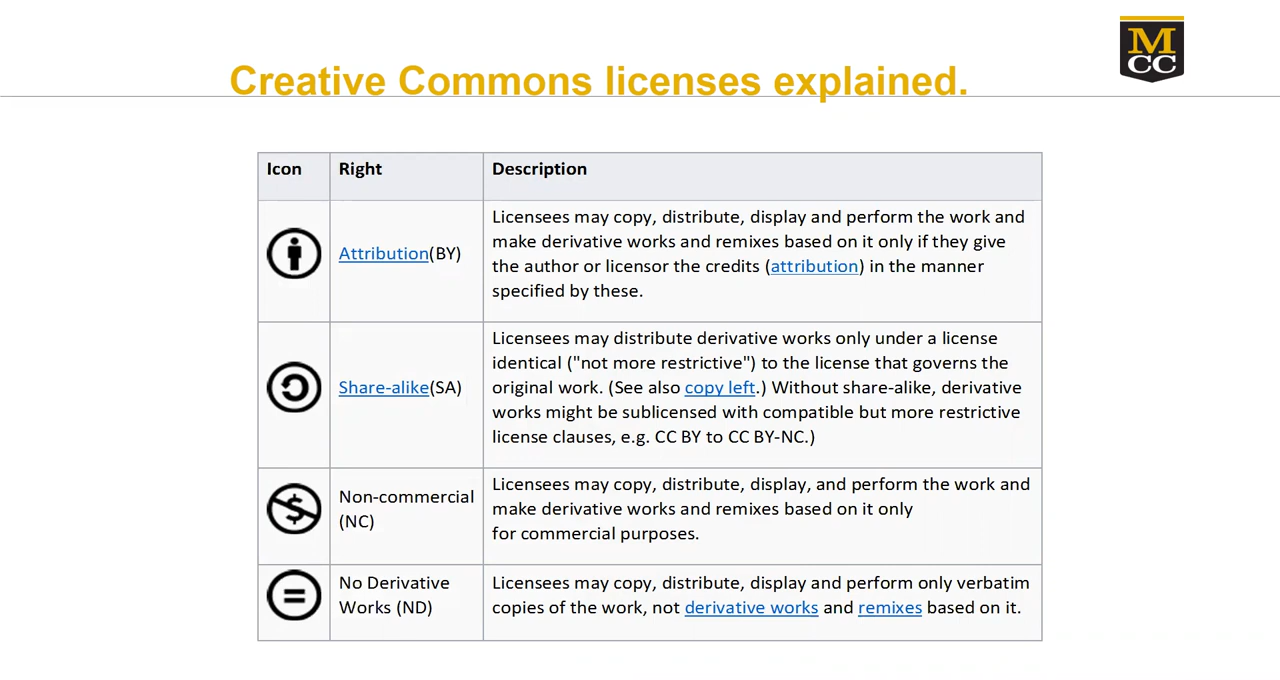 M
CC
Creative Commons licenses explained.
Icon Right Description
Attribution(BY)
Licensees may copy, distribute, display and perform the work and
make derivative works and remixes based on it only if they give
the author or licensor the credits (attribution) in the manner
specified by these.
Share-alike(SA)
Licensees may distribute derivative works only under a license
identical ("not more restrictive") to the license that governs the
original work. (See also copy left.) Without share-alike, derivative
works might be sublicensed with compatible but more restrictive
license clauses, e.g. CC BY to CC BY-NC.)
Non-commercial
(NC)
Licensees may copy, distribute, display, and perform the work and
make derivative works and remixes based on it only
for commercial purposes.
No Derivative
Works (ND)
Licensees may copy, distribute, display and perform only verbatim
copies of the work, not derivative works and remixes based on it.